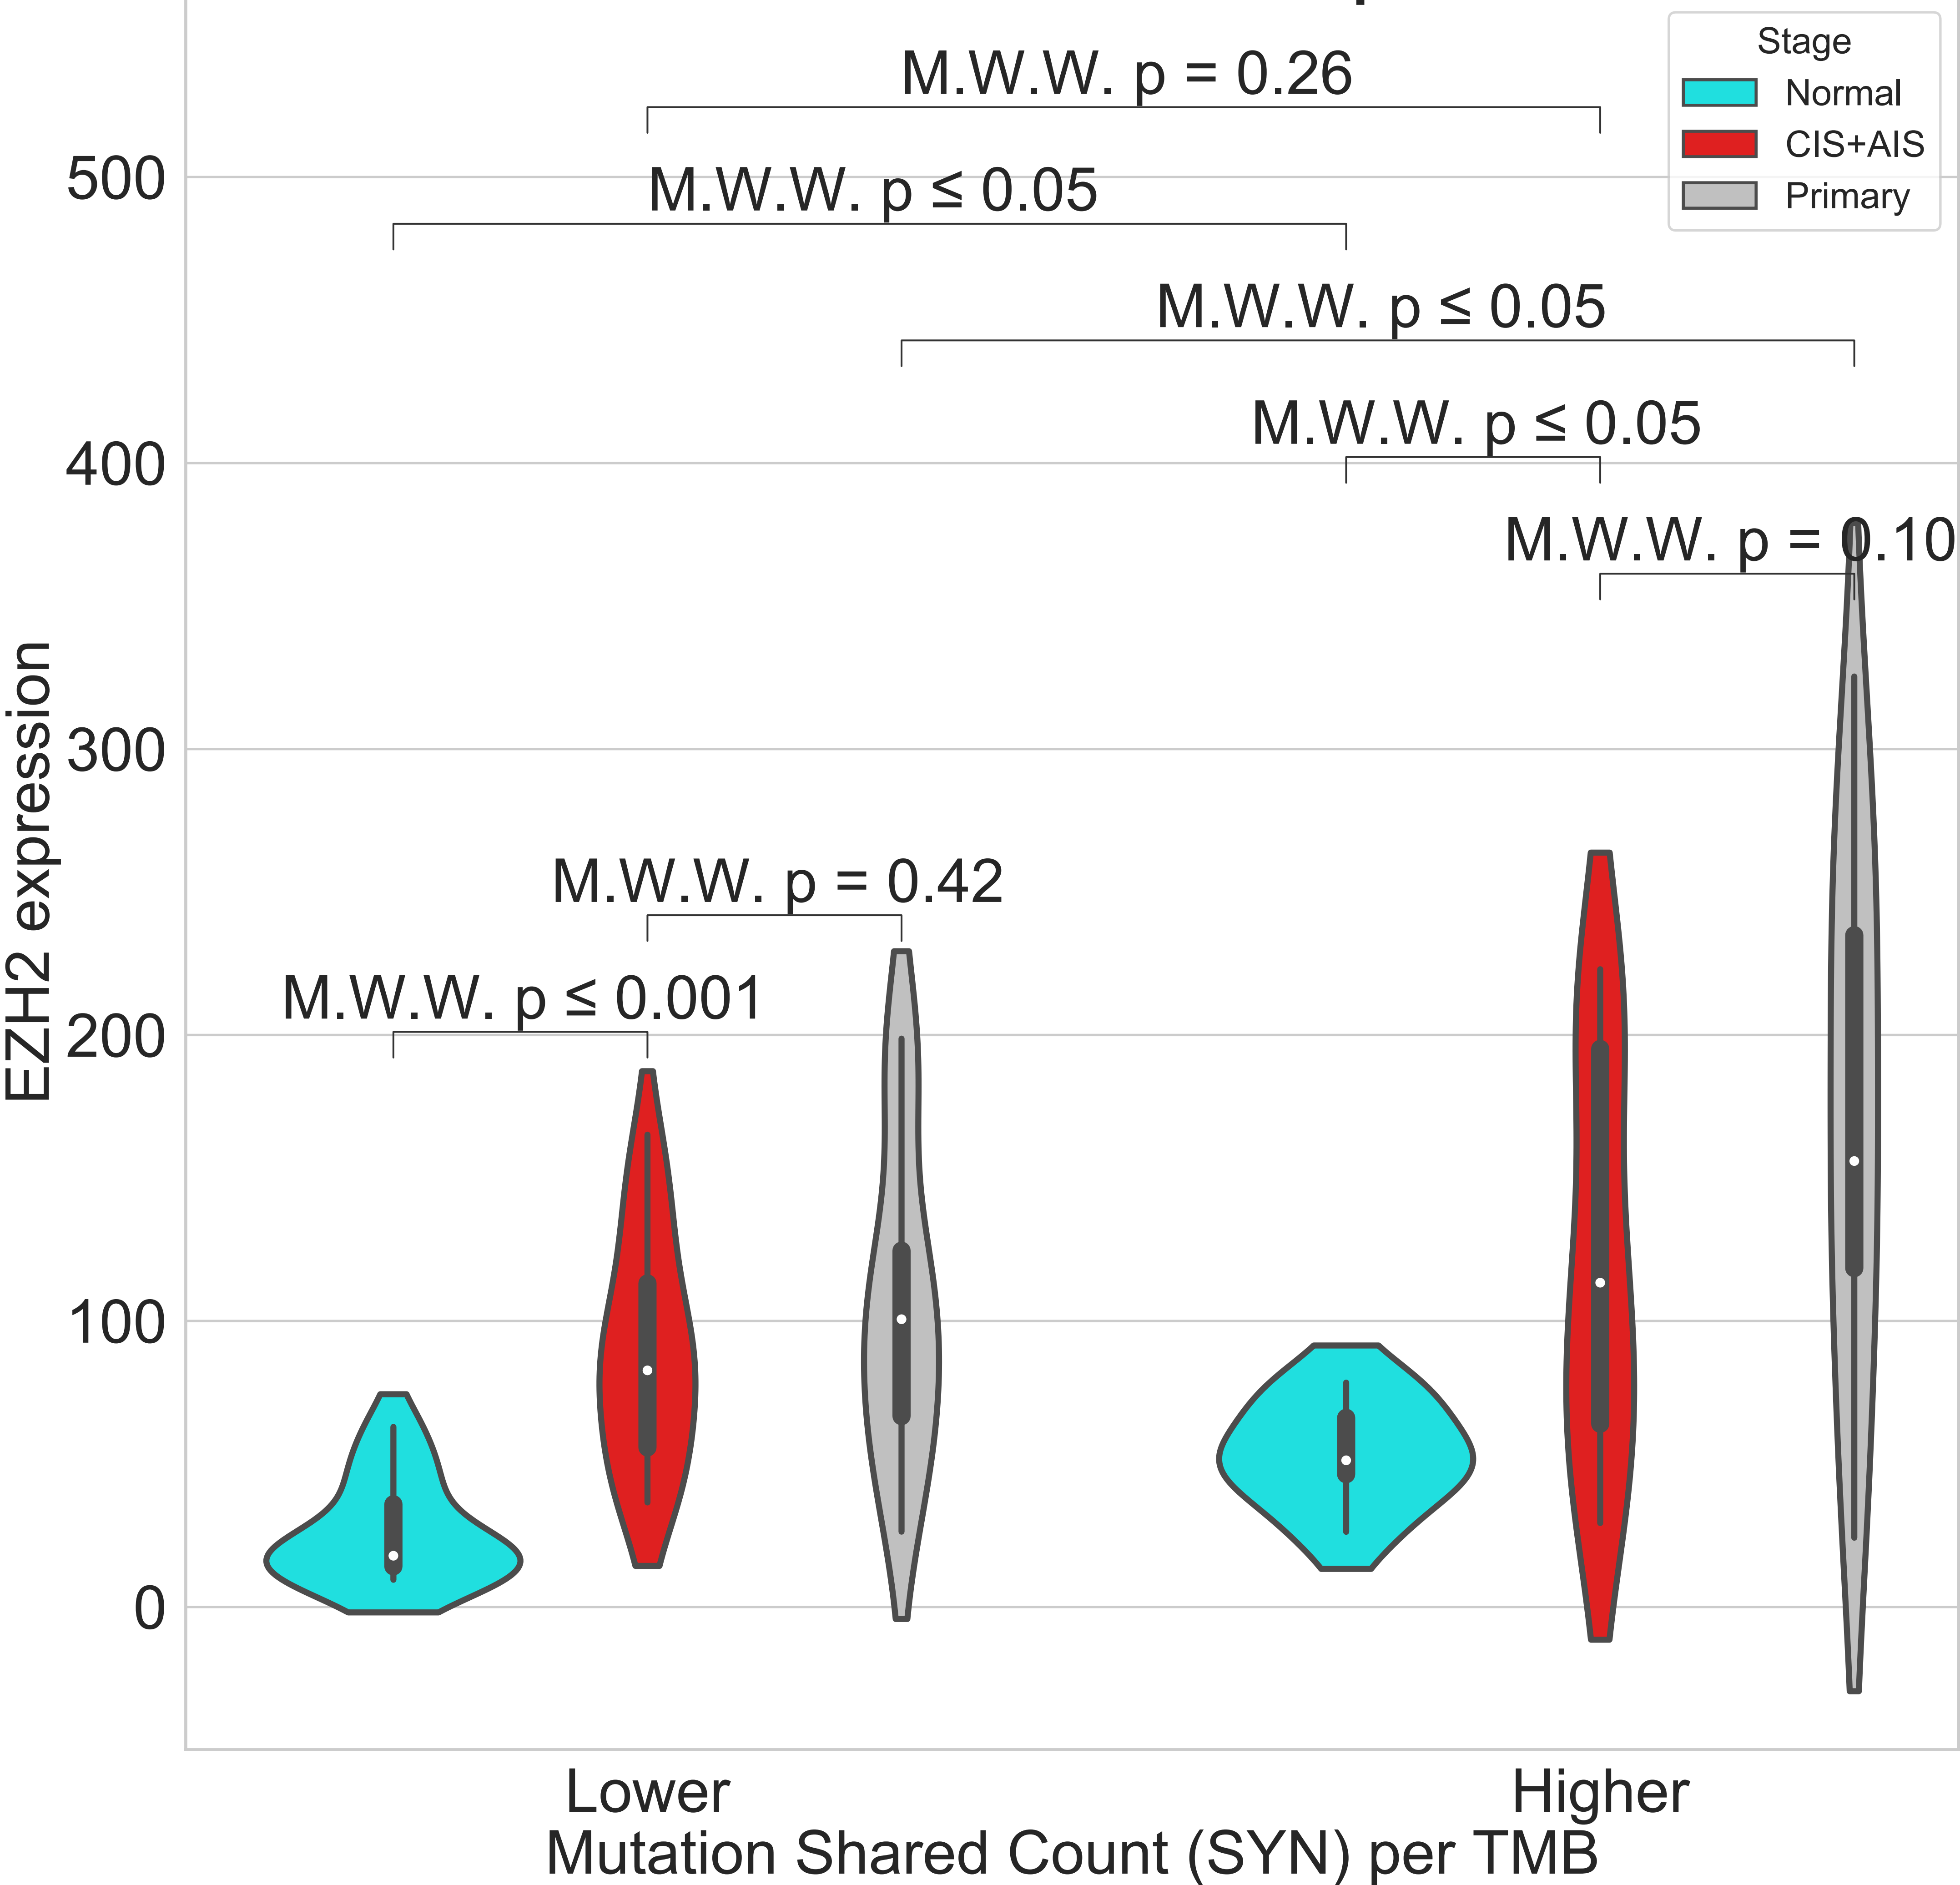 M.W.W. p = 0.26
Stage
Normal
CIS+AIS
Primary
M.W.W. p ≤ 0.05
M.W.W. p ≤ 0.05
M.W.W. p ≤ 0.05
M.W.W. p = 0.10
M.W.W. p = 0.42
M.W.W. p ≤ 0.001
EZH2 expression
500
400
300
200
100
0
Lower
Higher
Mutation Shared Count (SYN) per TMB